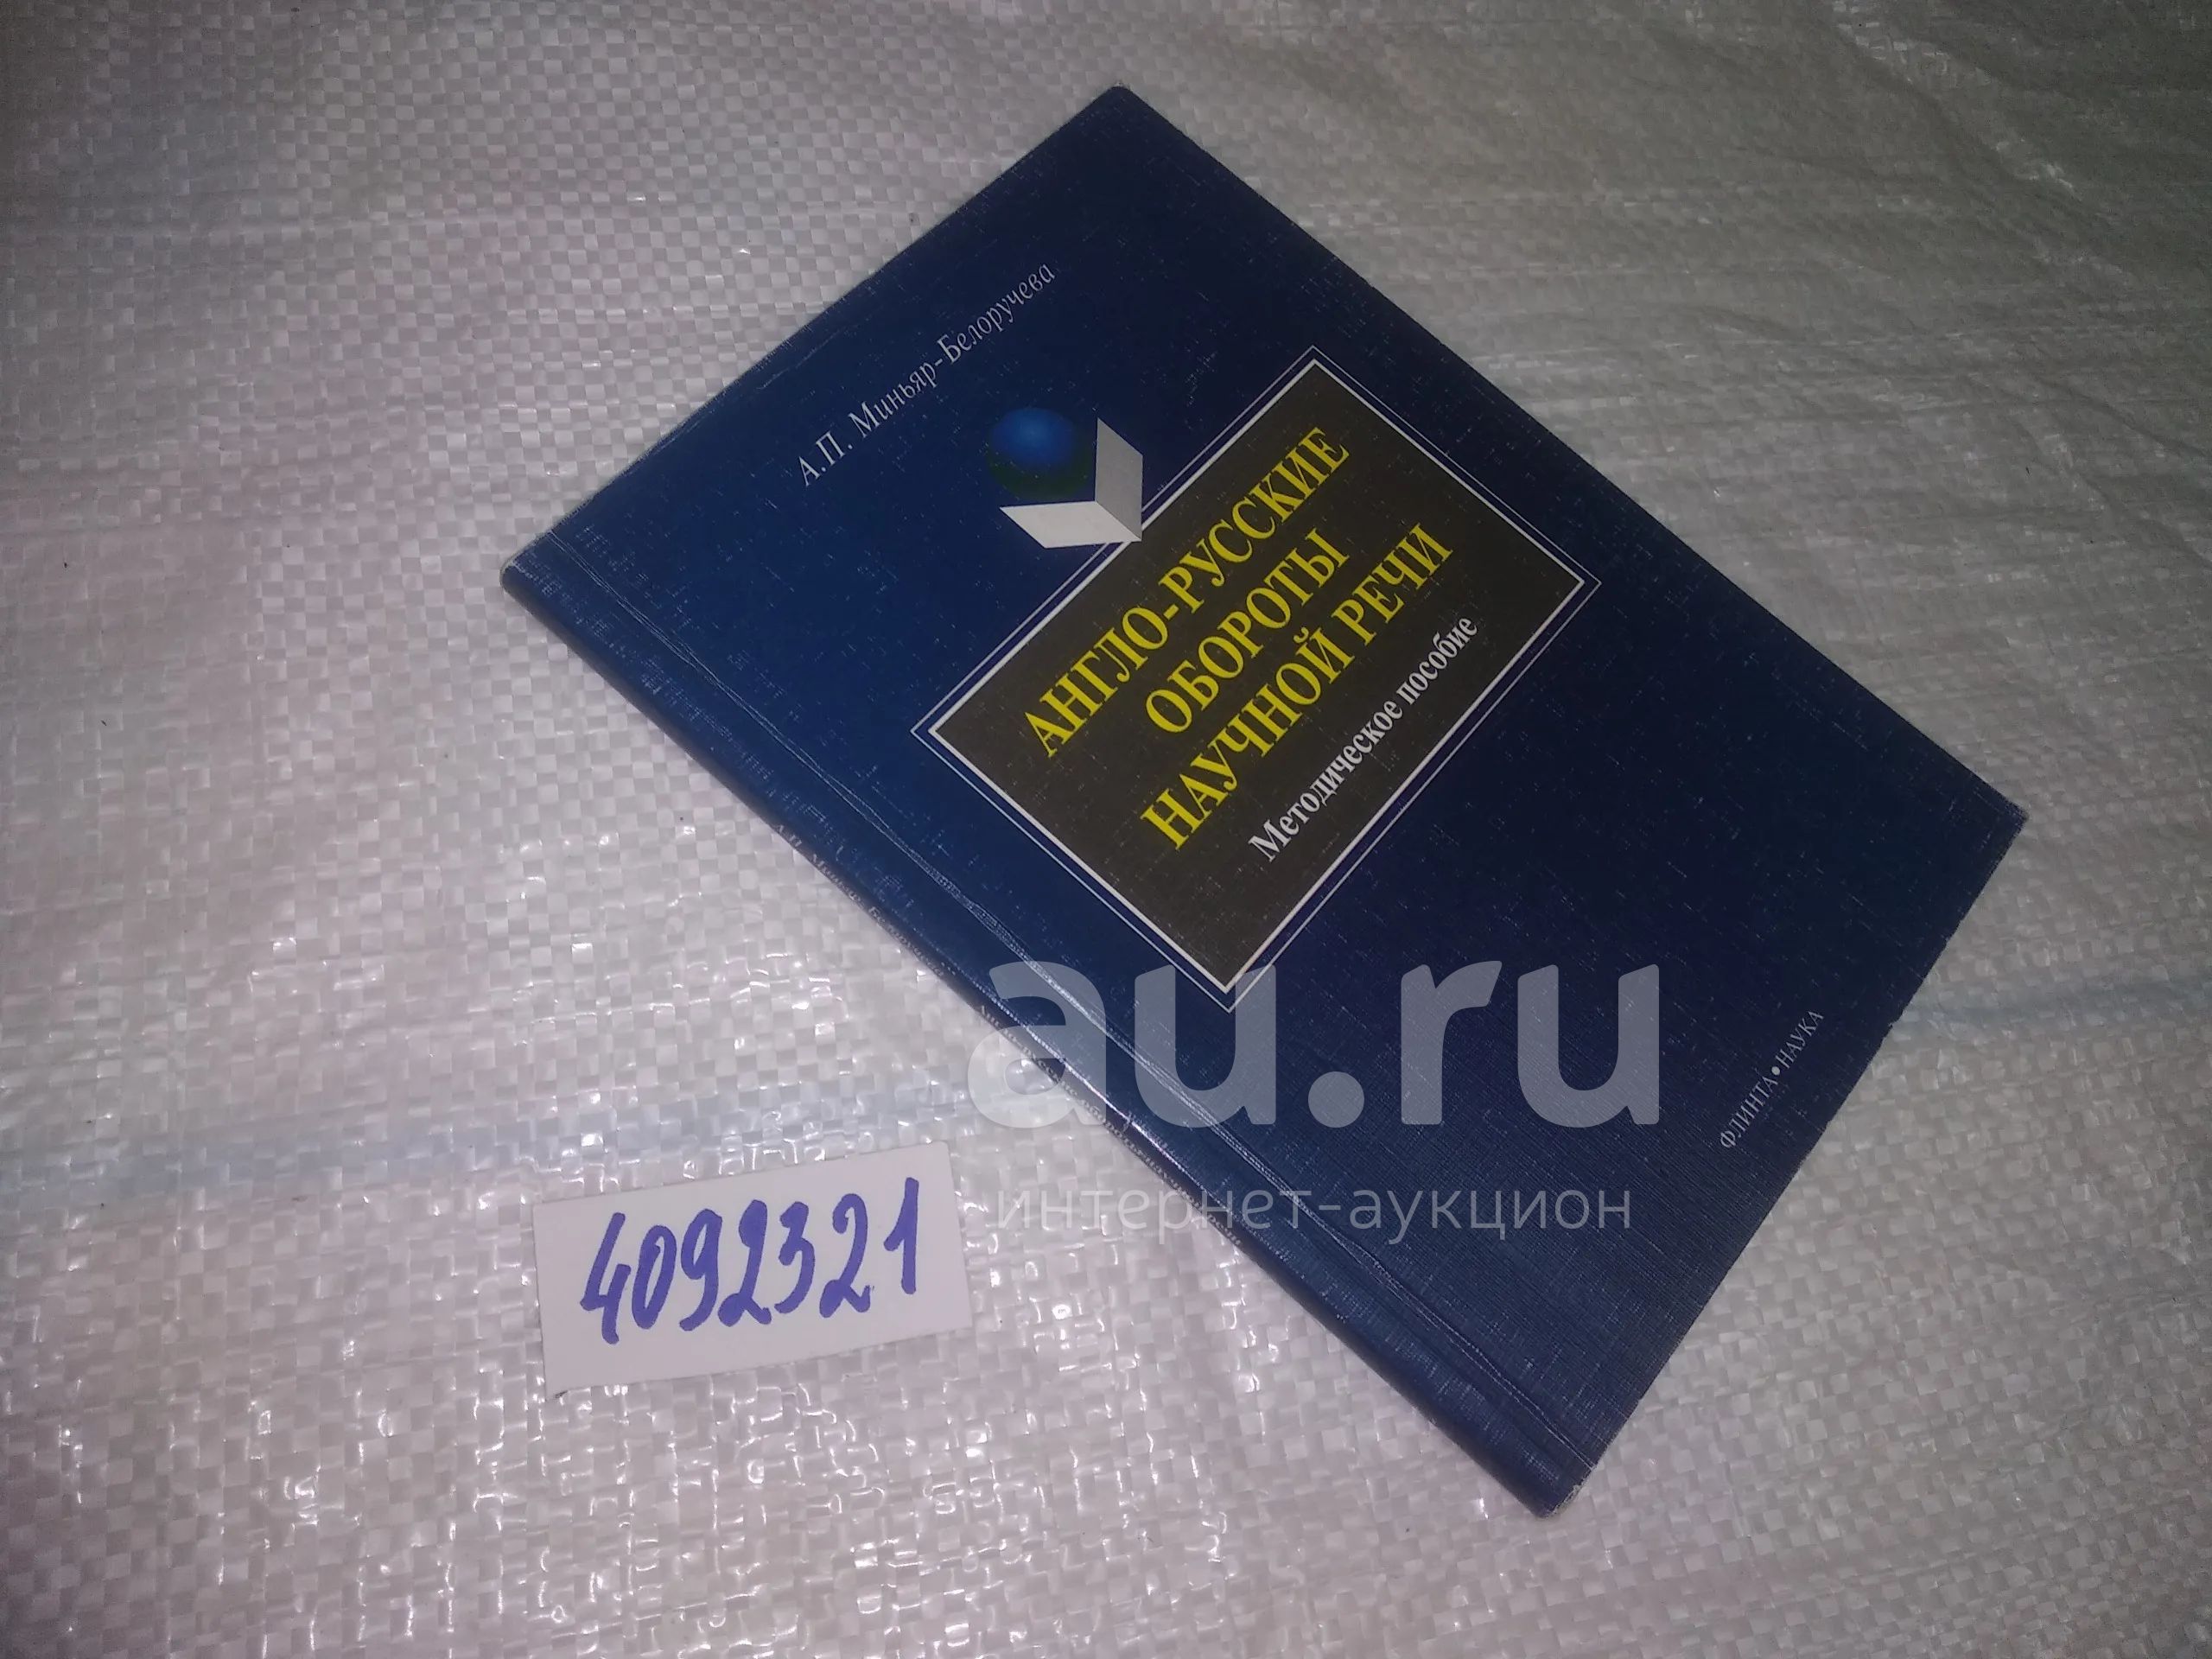 А.П. Миньяр-Белоручева
АНГЛО-РУССКИЕ
ОБОРОТЫ
НАУЧНОЙ РЕЧИ
Методическое пособие
ФЛИНТА • НАУКА
au.ru
интернет-аукцион
4092321